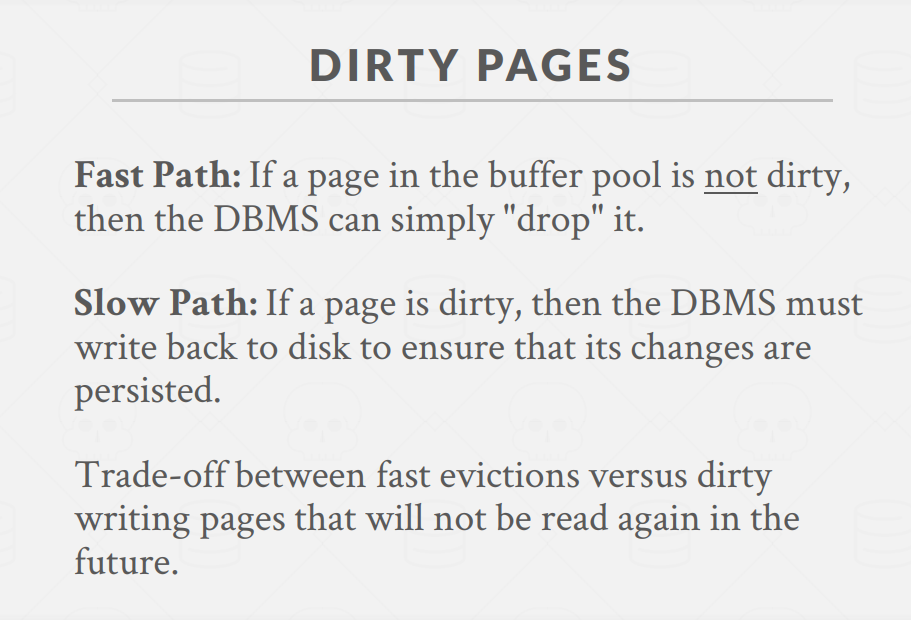 DIRTY PAGES
Fast Path: If a page in the buffer pool is not dirty,
then the DBMS can simply "drop" it.
Slow Path: If a page is dirty, then the DBMS must
write back to disk to ensure that its changes are
persisted.
Trade-off between fast evictions versus dirty
writing pages that will not be read again in the
future.